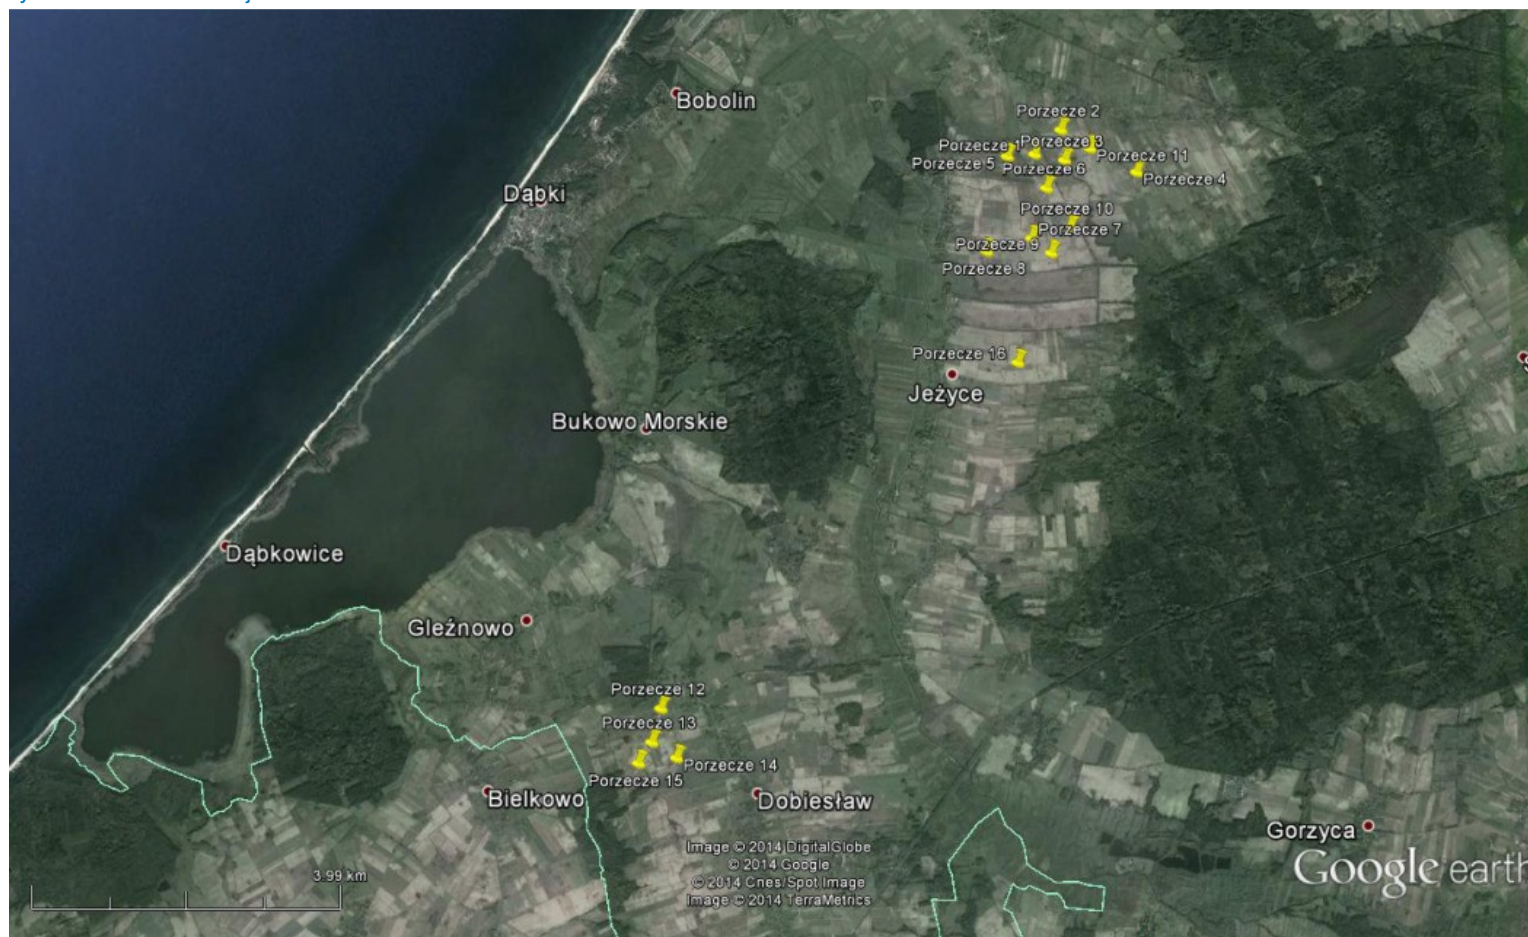 Bobolin
Porzecze 2
Porzecze 1
Porzecze 3
Porzecze 11
Porzecze 5
Porzecze 6
Porzecze 4
Dąbki
Porzecze 10
Porzecze 7
Porzecze 9
Porzecze 8
Porzecze 16
Jeżyce
Bukowo Morskie
Dąbkowice
Gleźnowo
Porzecze 12
Porzecze 13
Porzecze 14
Porzecze 15
Bielkowo
Dobiesław
Gorzyca
Image © 2014 DigitalGlobe
© 2014 Google
© 2014 Cnes/Spot Image
Image © 2014 TerraMetrics
Google earth
3.99 km